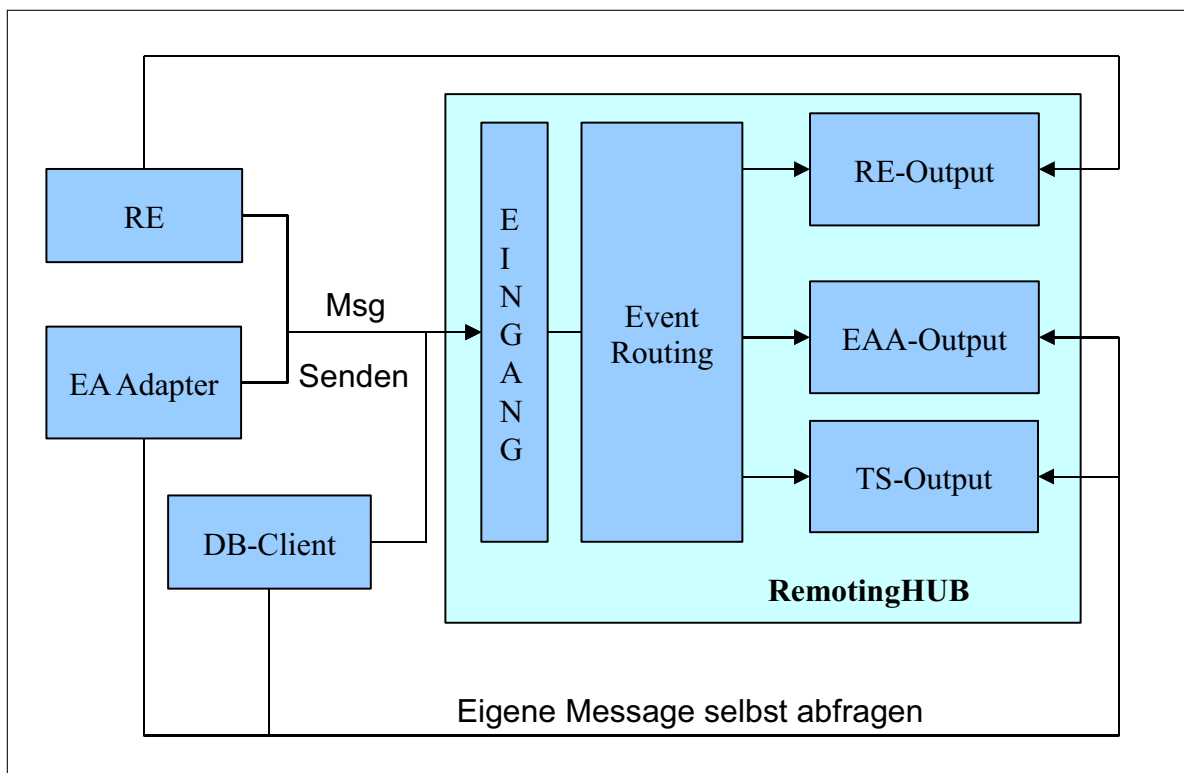 RE
EA Adapter
DB-Client
Msg
Senden
E
I
N
G
A
N
G
Event
Routing
RE-Output
EAA-Output
TS-Output
RemotingHUB
Eigene Message selbst abfragen